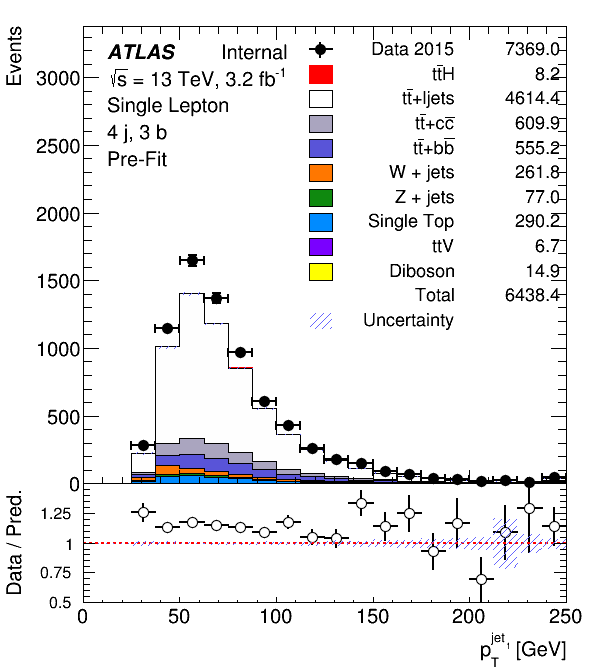 Events
ATLAS Internal
√s = 13 TeV, 3.2 fb⁻¹
Single Lepton
4 j, 3 b
Pre-Fit
Data 2015 7369.0
tt̄H 8.2
tt̄+ljets 4614.4
tt̄+cc̄ 609.9
tt̄+bb̄ 555.2
W + jets 261.8
Z + jets 77.0
Single Top 290.2
ttV 6.7
Diboson 14.9
Total 6438.4
Uncertainty
3000
2500
2000
1500
1000
500
0
Data / Pred.
1.25
1
0.75
0.5
0 50 100 150 200 250
p_T^jet₁ [GeV]